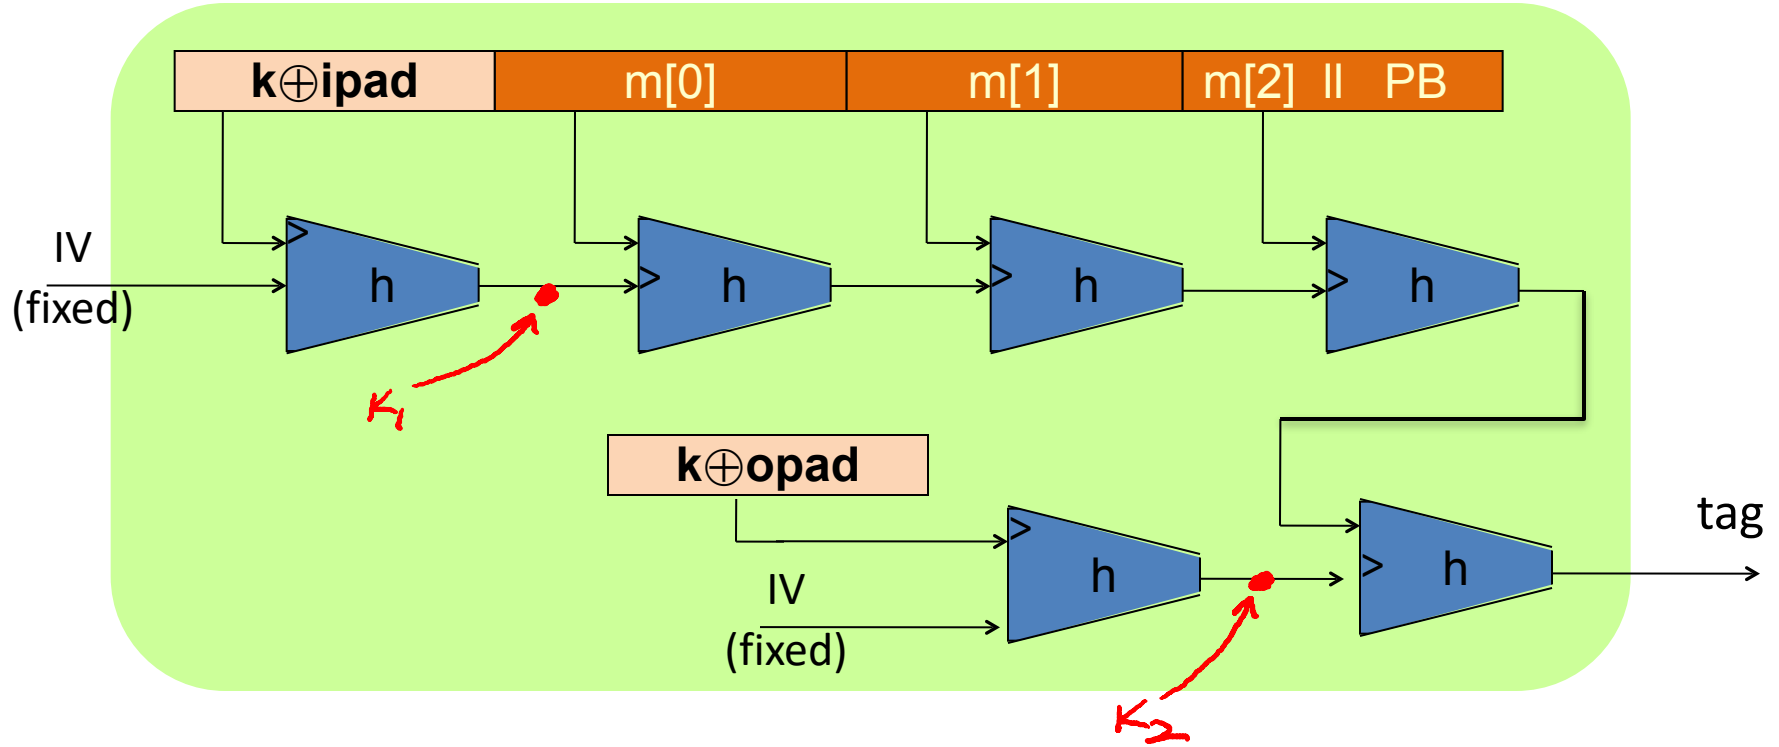 k⊕ipad m[0] m[1] m[2] ll PB
IV
(fixed)
> h > h > h > h
K1
k⊕opad
> h > h
tag
IV
(fixed)
K2